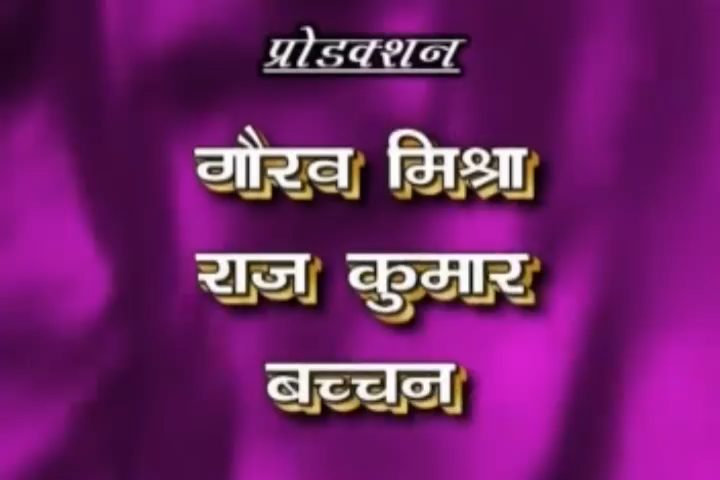 प्रोडक्शन
गौरव मिश्रा
राज कुमार
बच्चन